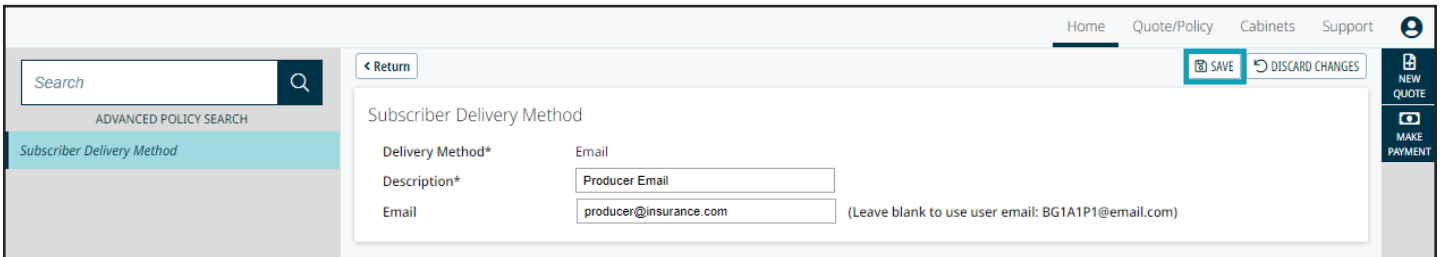 Home Quote/Policy Cabinets Support
Search
ADVANCED POLICY SEARCH
Subscriber Delivery Method
Return
SAVE
DISCARD CHANGES
Subscriber Delivery Method
Delivery Method* Email
Description* Producer Email
Email producer@insurance.com (Leave blank to use user email: BG1A1P1@email.com)
NEW
QUOTE
MAKE
PAYMENT